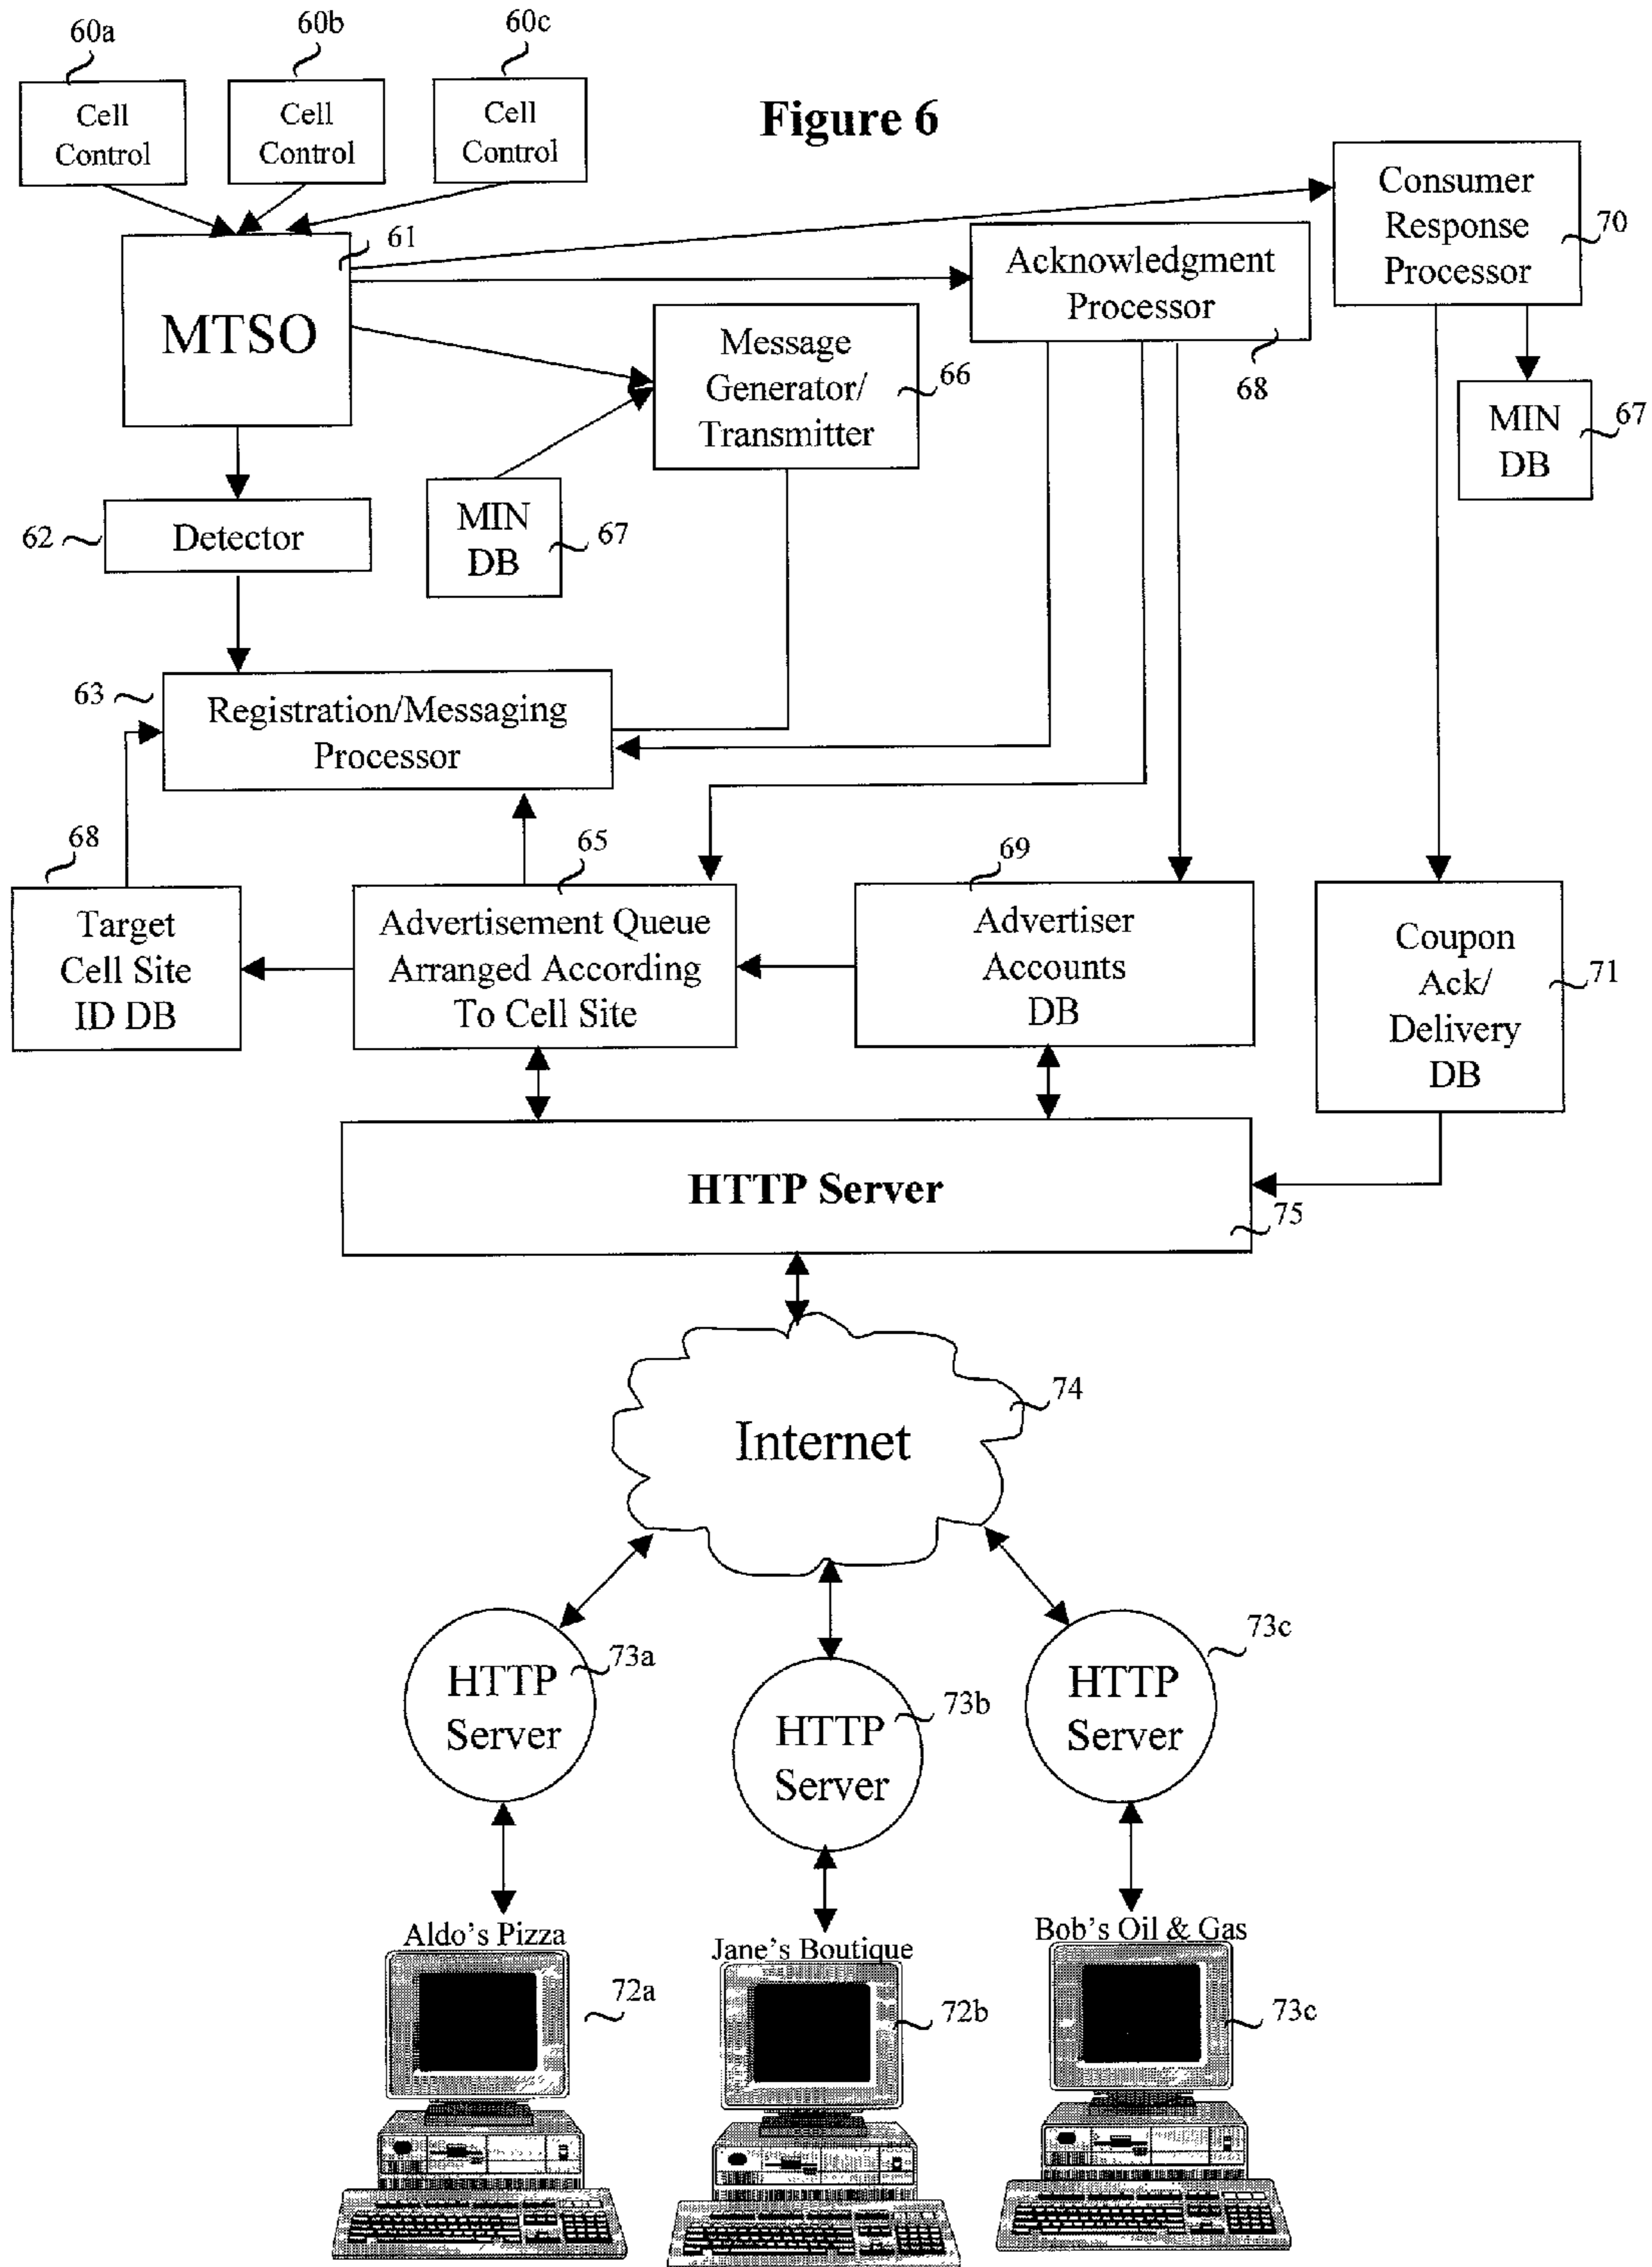 60a
60b
60c
Cell
Control
Cell
Control
Cell
Control
Figure 6
Consumer
Response
Processor
70
61
MTSO
Acknowledgment
Processor
68
Message
Generator/
Transmitter
66
MIN
DB
67
62
Detector
MIN
DB
67
63
Registration/Messaging
Processor
68
Target
Cell Site
ID DB
65
Advertisement Queue
Arranged According
To Cell Site
69
Advertiser
Accounts
DB
Coupon
Ack/
Delivery
DB
71
HTTP Server
75
Internet
74
HTTP
Server
73a
HTTP
Server
73b
HTTP
Server
73c
Aldo's Pizza
72a
Jane's Boutique
72b
Bob's Oil & Gas
73c